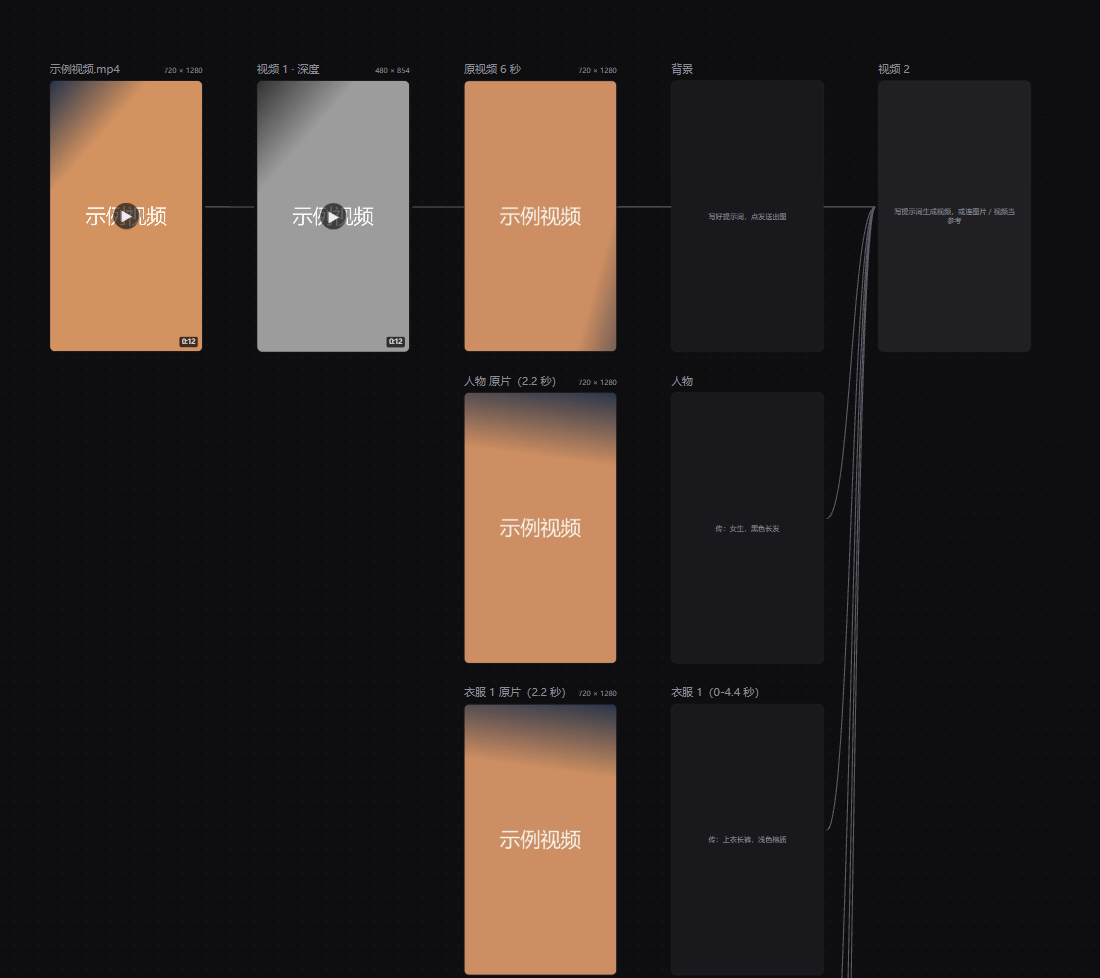 示例视频.mp4
720 × 1280
视频 1 · 深度
480 × 854
原视频 6 秒
720 × 1280
背景
视频 2
示例视频
0:12
示例视频
0:12
示例视频
写好提示词，点发送出图
写提示词生成视频，或连图片 / 视频当
参考
人物 原片（2.2 秒）
720 × 1280
人物
示例视频
传：女生，黑色长发
衣服 1 原片（2.2 秒）
720 × 1280
衣服 1（0-4.4 秒）
示例视频
传：上衣长裤，浅色棉质